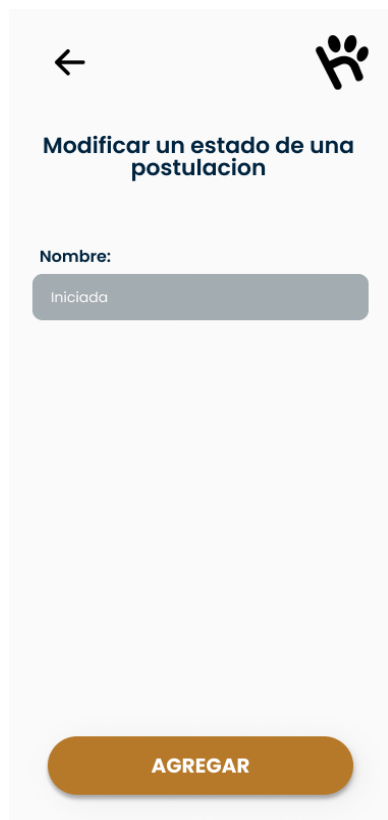 Modificar un estado de una
postulacion
Nombre:
Iniciada
AGREGAR